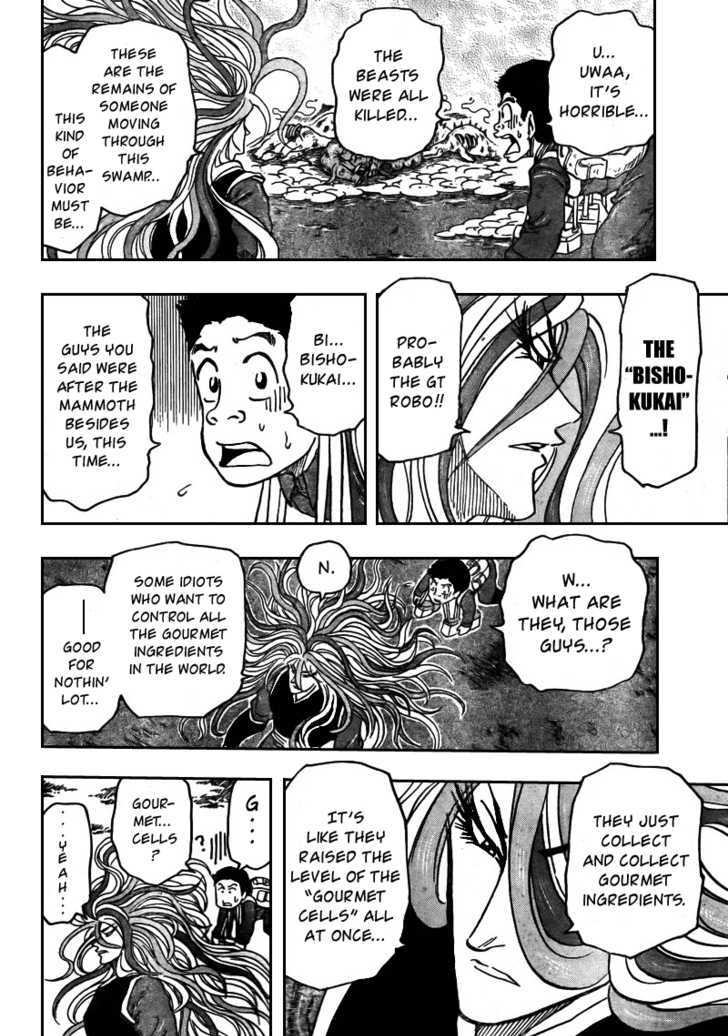 U...
UWAA,
IT'S
HORRIBLE...
THE
BEASTS
WERE ALL
KILLED...
THESE
ARE THE
REMAINS OF
SOMEONE
MOVING
THROUGH
THIS
SWAMP...
THIS
KIND
OF
BEHA-
VIOR
MUST
BE...
THE
"BISHO-
KUKAI"
...!
PRO-
BABLY
THE GT
ROBO!!
BI...
BISHO-
KUKAI...
THE
GUYS YOU
SAID WERE
AFTER THE
MAMMOTH
BESIDES
US, THIS
TIME...
W...
WHAT ARE
THEY, THOSE
GUYS...?
N.
SOME IDIOTS
WHO WANT TO
CONTROL ALL
THE GOURMET
INGREDIENTS
IN THE WORLD.
—
GOOD
FOR
NOTHIN'
LOT...
THEY JUST
COLLECT
AND COLLECT
GOURMET
INGREDIENTS.
IT'S
LIKE THEY
RAISED THE
LEVEL OF THE
"GOURMET
CELLS" ALL
AT ONCE...
G...
GOUR-
MET...
CELLS
?
?
...YEAH...